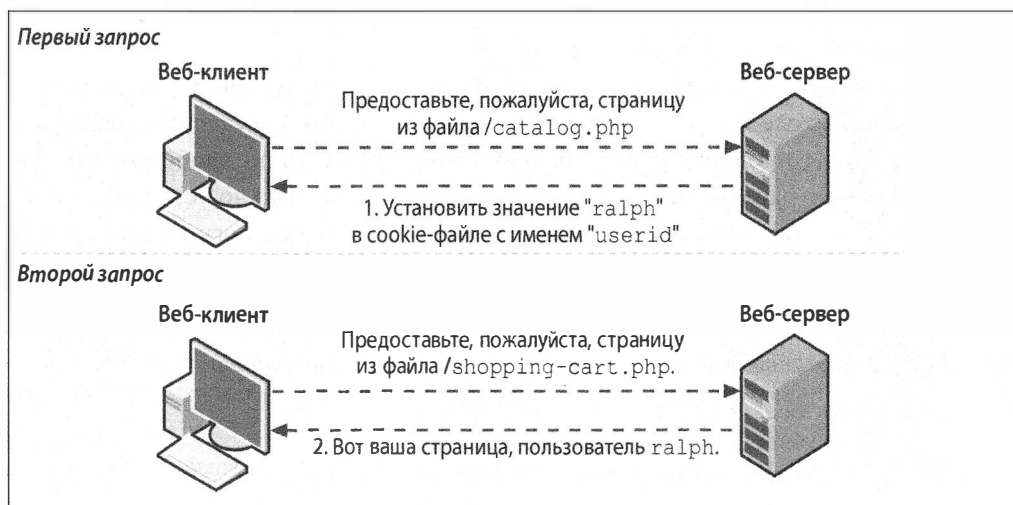 Первый запрос
Веб-клиент
Веб-сервер
Предоставьте, пожалуйста, страницу
из файла /catalog.php
1. Установить значение "ralph"
в cookie-файле с именем "userid"
Второй запрос
Веб-клиент
Веб-сервер
Предоставьте, пожалуйста, страницу
из файла /shopping-cart.php.
2. Вот ваша страница, пользователь ralph.